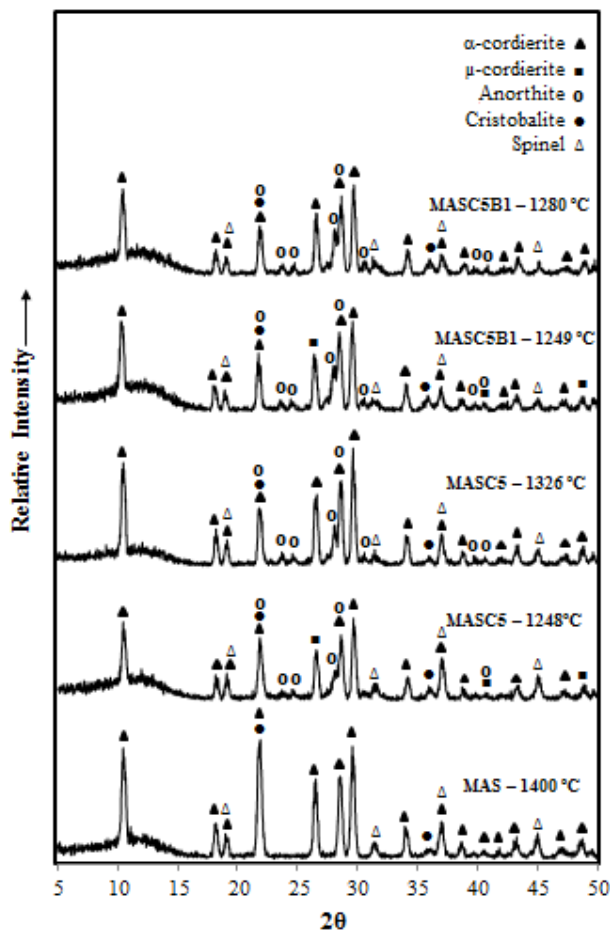 α-cordierite ▲
μ-cordierite ■
Anorthite o
Cristobalite ●
Spinel △
MASC5B1 – 1280 °C
MASC5B1 – 1249 °C
MASC5 – 1326 °C
MASC5 – 1248°C
MAS – 1400 °C
Relative Intensity
5 10 15 20 25 30 35 40 45 50
2θ